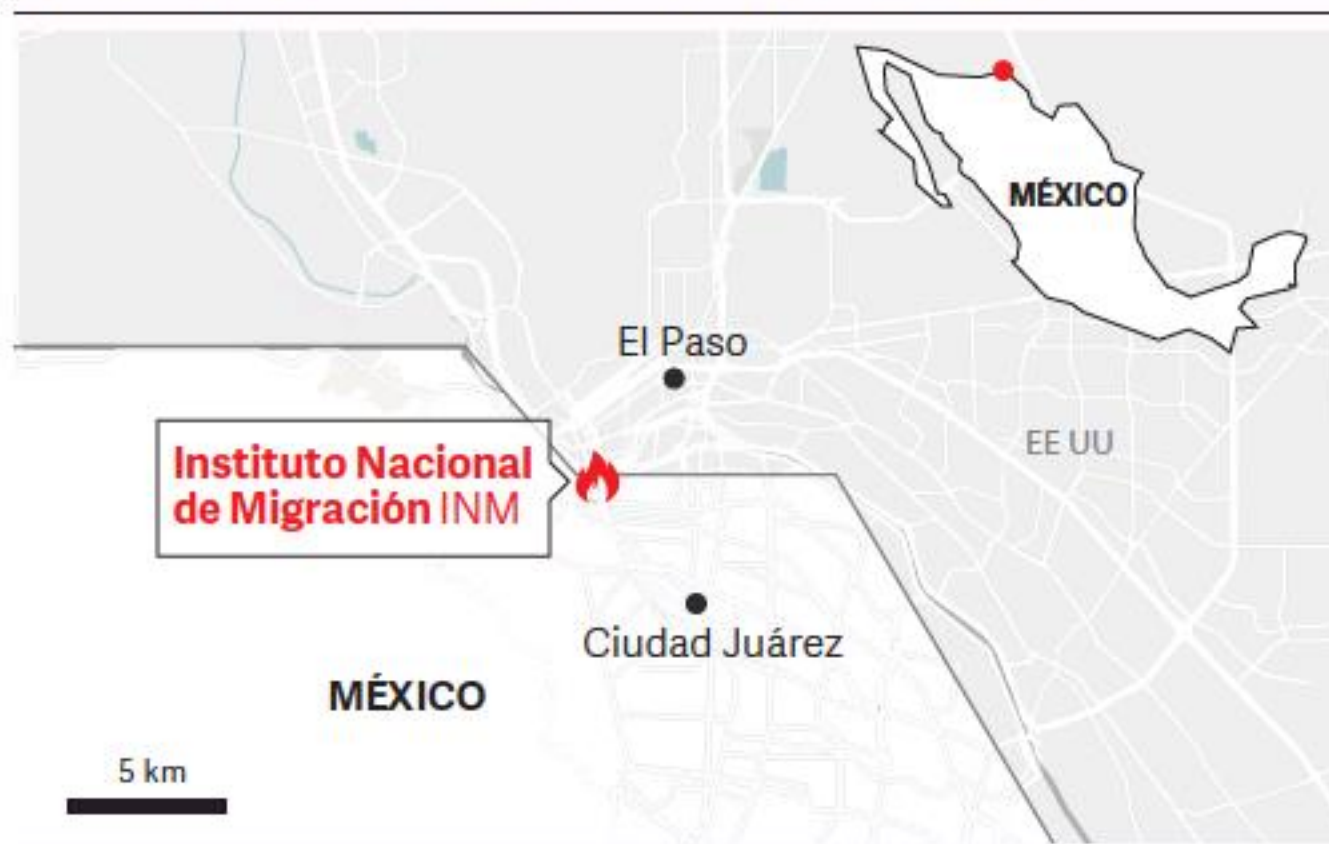 MÉXICO
El Paso
EE UU
Instituto Nacional
de Migración INM
Ciudad Juárez
MÉXICO
5 km